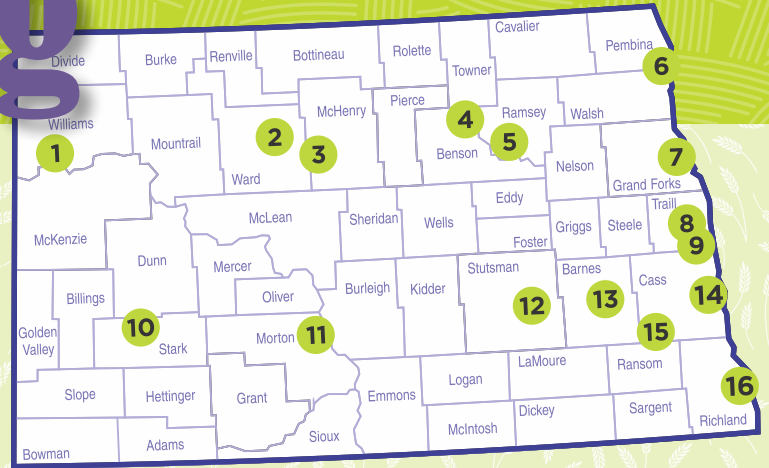 g
Divide
Burke
Renville
Bottineau
Rolette
Cavalier
Towner
Pembina
6
Williams
1
Mountrail
2
McHenry
3
Ward
Pierce
4
Ramsey
5
Benson
Walsh
Nelson
7
Grand Forks
McKenzie
McLean
Sheridan
Wells
Eddy
Foster
Griggs
Steele
Traill
8
9
Dunn
Mercer
Oliver
Burleigh
Kidder
Stutsman
12
Barnes
13
Cass
14
15
Billings
Golden
Valley
10
Stark
Morton
11
Slope
Hettinger
Grant
Emmons
Logan
LaMoure
Ransom
16
Richland
Bowman
Adams
Sioux
McIntosh
Dickey
Sargent